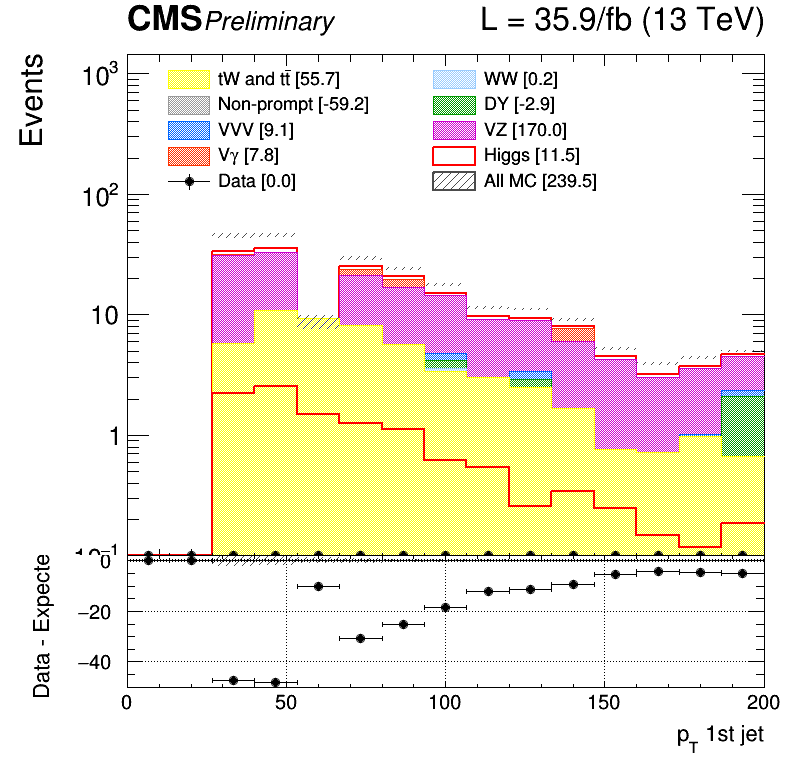 CMS Preliminary L = 35.9/fb (13 TeV)
Events
10³
10²
10
1
tW and tt̄ [55.7]
Non-prompt [-59.2]
VVV [9.1]
Vγ [7.8]
Data [0.0]
WW [0.2]
DY [-2.9]
VZ [170.0]
Higgs [11.5]
All MC [239.5]
Data - Expecte
0
−20
−40
0 50 100 150 200
p_T 1st jet